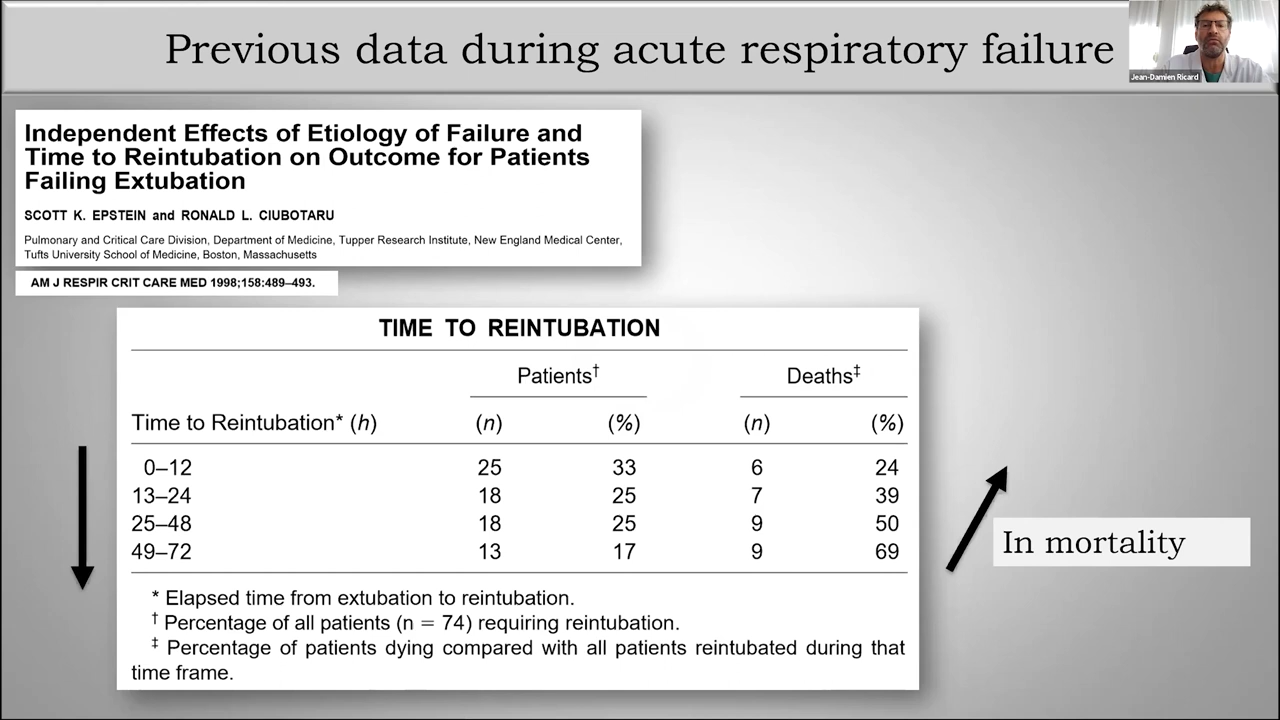 Previous data during acute respiratory failure
Jean-Damien Ricard
Independent Effects of Etiology of Failure and
Time to Reintubation on Outcome for Patients
Failing Extubation
SCOTT K. EPSTEIN and RONALD L. CIUBOTARU
Pulmonary and Critical Care Division, Department of Medicine, Tupper Research Institute, New England Medical Center,
Tufts University School of Medicine, Boston, Massachusetts
AM J RESPIR CRIT CARE MED 1998;158:489–493.
TIME TO REINTUBATION
Patients† Deaths‡
Time to Reintubation* (h) (n) (%) (n) (%)
0–12 25 33 6 24
13–24 18 25 7 39
25–48 18 25 9 50
49–72 13 17 9 69
* Elapsed time from extubation to reintubation.
† Percentage of all patients (n = 74) requiring reintubation.
‡ Percentage of patients dying compared with all patients reintubated during that
time frame.
In mortality